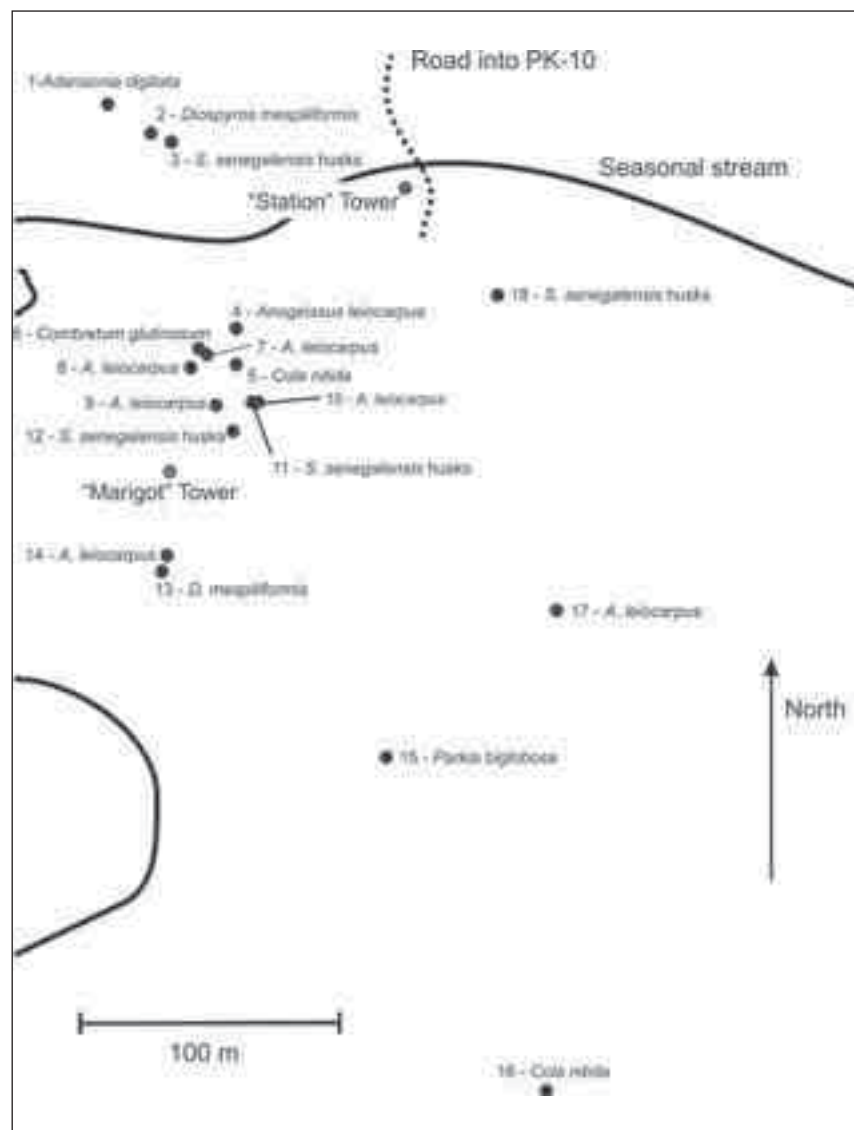 Road into PK-10
1-Adansonia digitata
2 - Diospyros mespiliformis
3 - S. senegalensis husks
Seasonal stream
"Station" Tower
18 - S. senegalensis husks
4 - Anogeissus leiocarpus
6 - Combretum glutinosum
7 - A. leiocarpus
8 - A. leiocarpus
5 - Cola nitida
9 - A. leiocarpus
10 - A. leiocarpus
12 - S. senegalensis husks
11 - S. senegalensis husks
"Marigot" Tower
14 - A. leiocarpus
13 - D. mespiliformis
17 - A. leiocarpus
North
15 - Parkia biglobosa
100 m
16 - Cola nitida